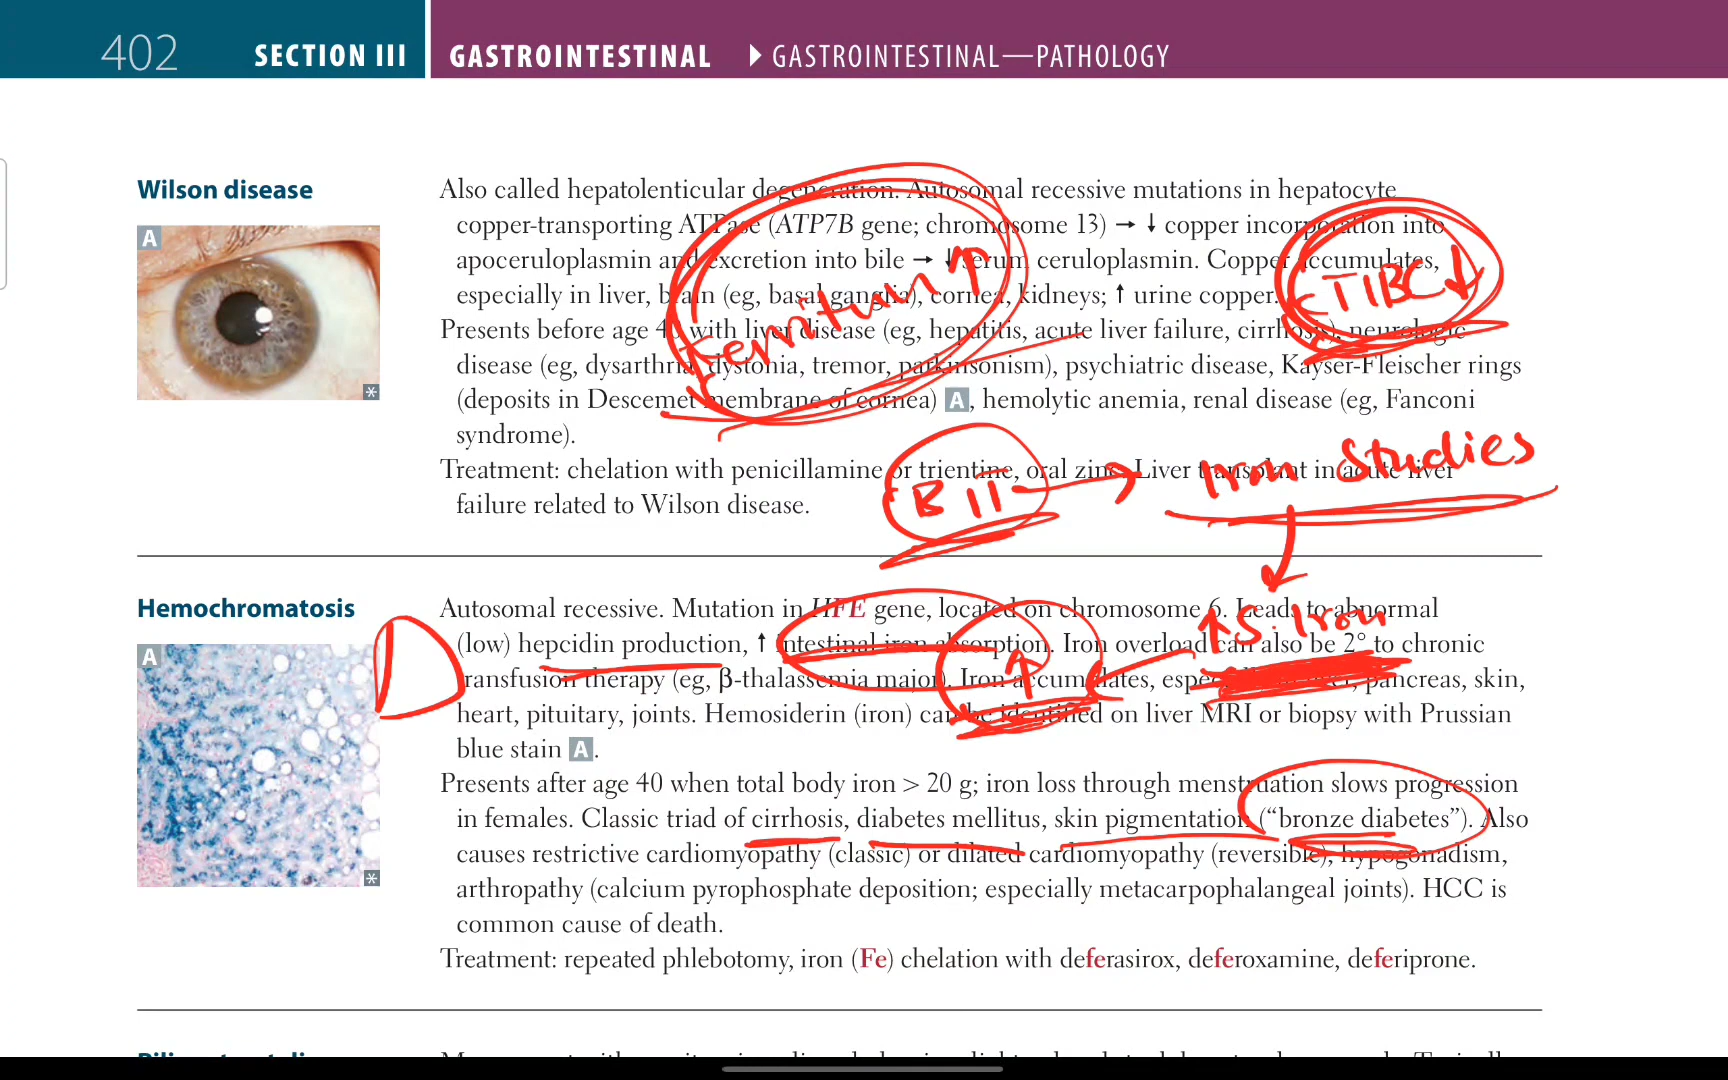 402 SECTION III GASTROINTESTINAL ▶ GASTROINTESTINAL—PATHOLOGY
Wilson disease
A
Also called hepatolenticular degeneration. Autosomal recessive mutations in hepatocyte
copper-transporting ATPase (ATP7B gene; chromosome 13) → ↓ copper incorporation into
apoceruloplasmin and excretion into bile → ↓ serum ceruloplasmin. Copper accumulates,
especially in liver, brain (eg, basal ganglia), cornea, kidneys; ↑ urine copper.
Presents before age 40 with liver disease (eg, hepatitis, acute liver failure, cirrhosis), neurologic
disease (eg, dysarthria, dystonia, tremor, parkinsonism), psychiatric disease, Kayser-Fleischer rings
(deposits in Descemet membrane of cornea) A, hemolytic anemia, renal disease (eg, Fanconi
syndrome).
Treatment: chelation with penicillamine or trientine, oral zinc. Liver transplant in acute liver
failure related to Wilson disease.
Ferritin ↑
TIBC ↓
→ Iron Studies
↑ S. Iron
↑
Hemochromatosis
A
Autosomal recessive. Mutation in HFE gene, located on chromosome 6. Leads to abnormal
(low) hepcidin production, ↑ intestinal iron absorption. Iron overload can also be 2° to chronic
transfusion therapy (eg, β-thalassemia major). Iron accumulates, especially in liver, pancreas, skin,
heart, pituitary, joints. Hemosiderin (iron) can be identified on liver MRI or biopsy with Prussian
blue stain A.
Presents after age 40 when total body iron > 20 g; iron loss through menstruation slows progression
in females. Classic triad of cirrhosis, diabetes mellitus, skin pigmentation (“bronze diabetes”). Also
causes restrictive cardiomyopathy (classic) or dilated cardiomyopathy (reversible), hypogonadism,
arthropathy (calcium pyrophosphate deposition; especially metacarpophalangeal joints). HCC is
common cause of death.
Treatment: repeated phlebotomy, iron (Fe) chelation with deferasirox, deferoxamine, deferiprone.